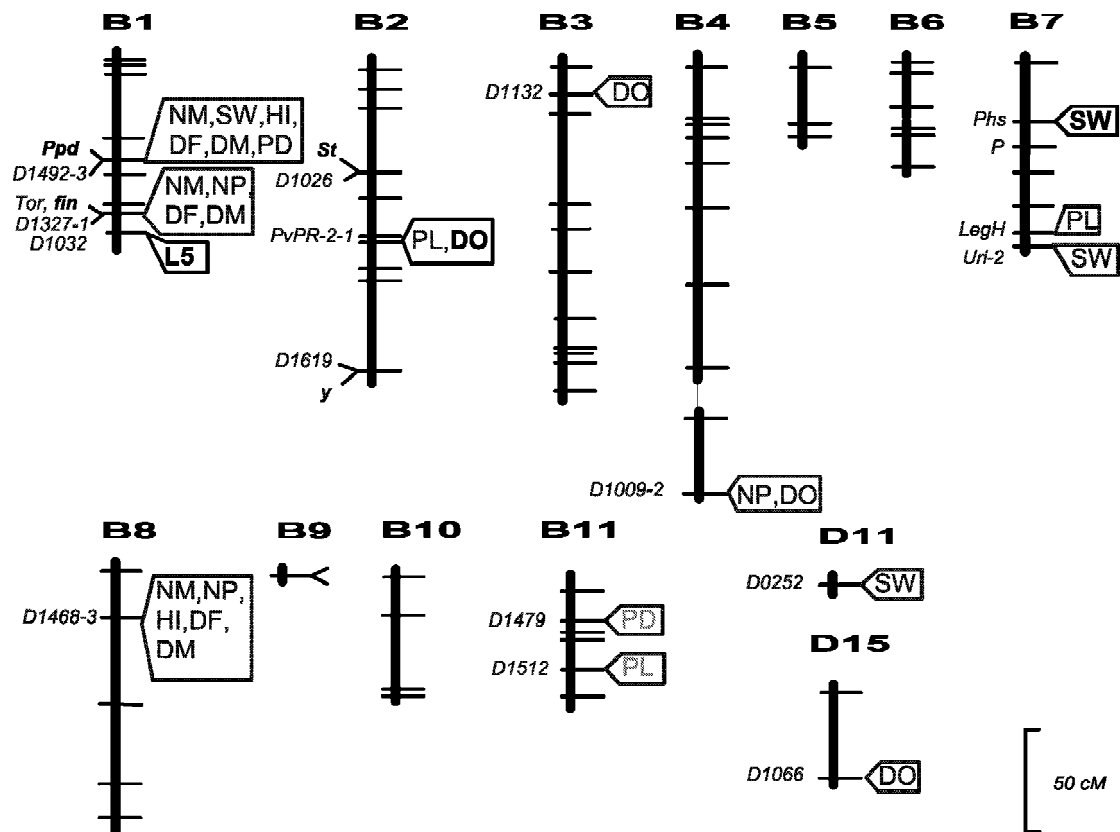 B1
B2
B3
B4
B5
B6
B7
D1132
DO
NM,SW,HI,
DF,DM,PD
Phs
SW
Ppd
D1492-3
St
D1026
P
NM,NP,
DF,DM
Tor, fin
D1327-1
D1032
L5
PvPR-2-1
PL,DO
LegH
PL
Uri-2
SW
D1619
y
D1009-2
NP,DO
B8
B9
B10
B11
D11
NM,NP,
HI,DF,
DM
D1468-3
D1479
PD
D1512
PL
D0252
SW
D15
D1066
DO
50 cM